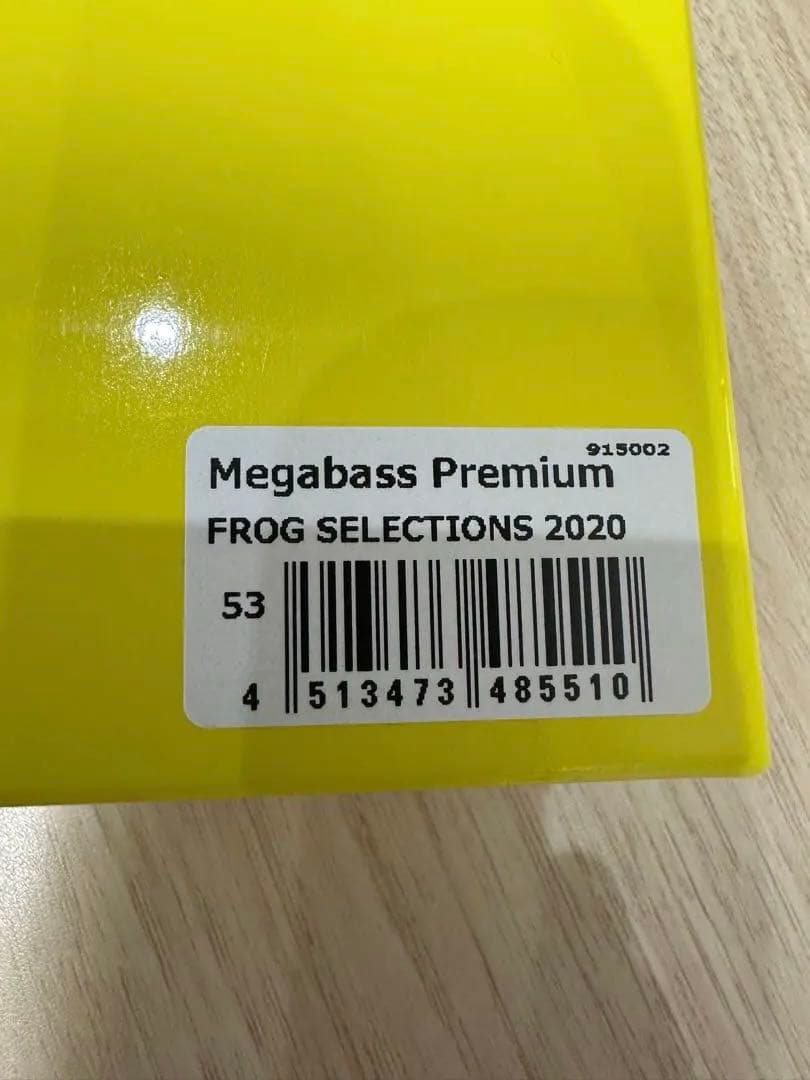 915002
Megabass Premium
FROG SELECTIONS 2020
53
4 513473 485510